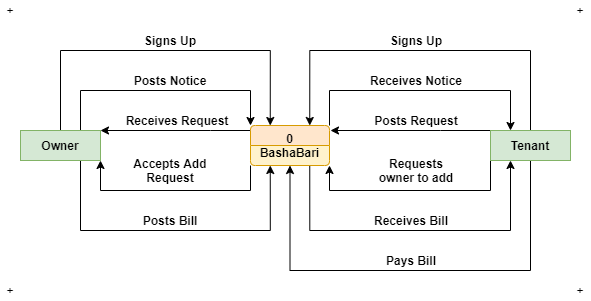 Signs Up
Signs Up
Posts Notice
Receives Notice
Receives Request
Posts Request
0
Owner
BashaBari
Tenant
Accepts Add
Request
Requests
owner to add
Posts Bill
Receives Bill
Pays Bill